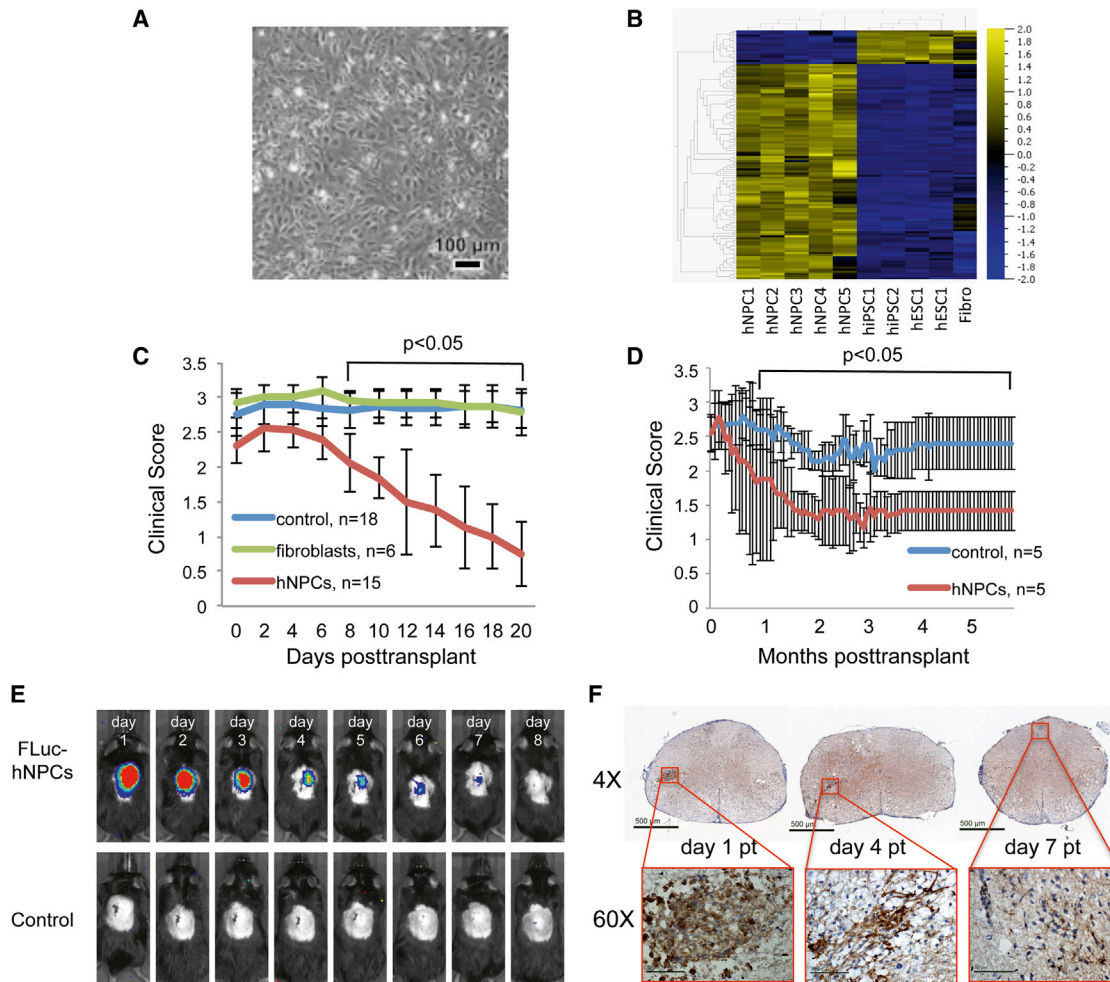 A
100 µm
B
2.0
1.8
1.6
1.4
1.2
1.0
0.8
0.6
0.4
0.2
0.0
-0.2
-0.4
-0.6
-0.8
-1.0
-1.2
-1.4
-1.6
-1.8
-2.0
hNPC1
hNPC2
hNPC3
hNPC4
hNPC5
hiPSC1
hiPSC2
hESC1
hESC1
Fibro
C
p<0.05
Clinical Score
3.5
3
2.5
2
1.5
1
0.5
0
control, n=18
fibroblasts, n=6
hNPCs, n=15
0 2 4 6 8 10 12 14 16 18 20
Days posttransplant
D
p<0.05
Clinical Score
3.5
3
2.5
2
1.5
1
0.5
0
control, n=5
hNPCs, n=5
0 1 2 3 4 5
Months posttransplant
E
FLuc-
hNPCs
day
1
day
2
day
3
day
4
day
5
day
6
day
7
day
8
Control
F
4X
500 µm
500 µm
500 µm
day 1 pt
day 4 pt
day 7 pt
60X